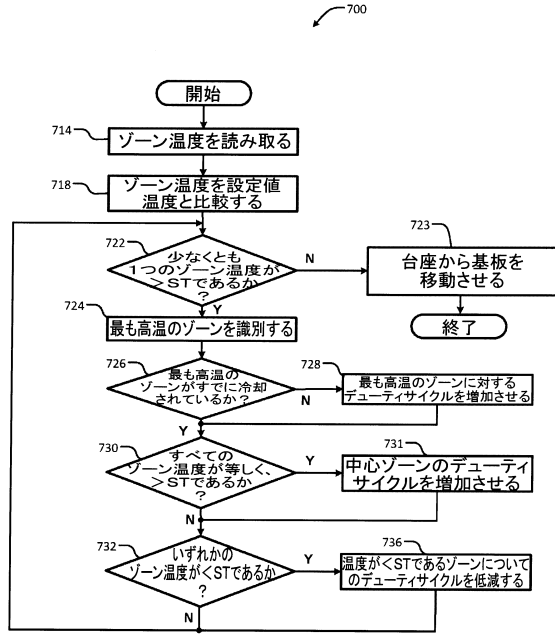 700
開始
714
ゾーン温度を読み取る
718
ゾーン温度を設定値
温度と比較する
722
少なくとも
1つのゾーン温度が
>STであるか
?
N
Y
723
台座から基板を
移動させる
終了
724
最も高温のゾーンを識別する
726
最も高温の
ゾーンがすでに冷却
されているか?
N
Y
728
最も高温のゾーンに対する
デューティサイクルを増加させる
730
すべての
ゾーン温度が等しく、
>STであるか
?
Y
N
731
中心ゾーンのデューティ
サイクルを増加させる
732
いずれかの
ゾーン温度が<STであるか
?
Y
N
736
温度が<STであるゾーンについて
のデューティサイクルを低減する